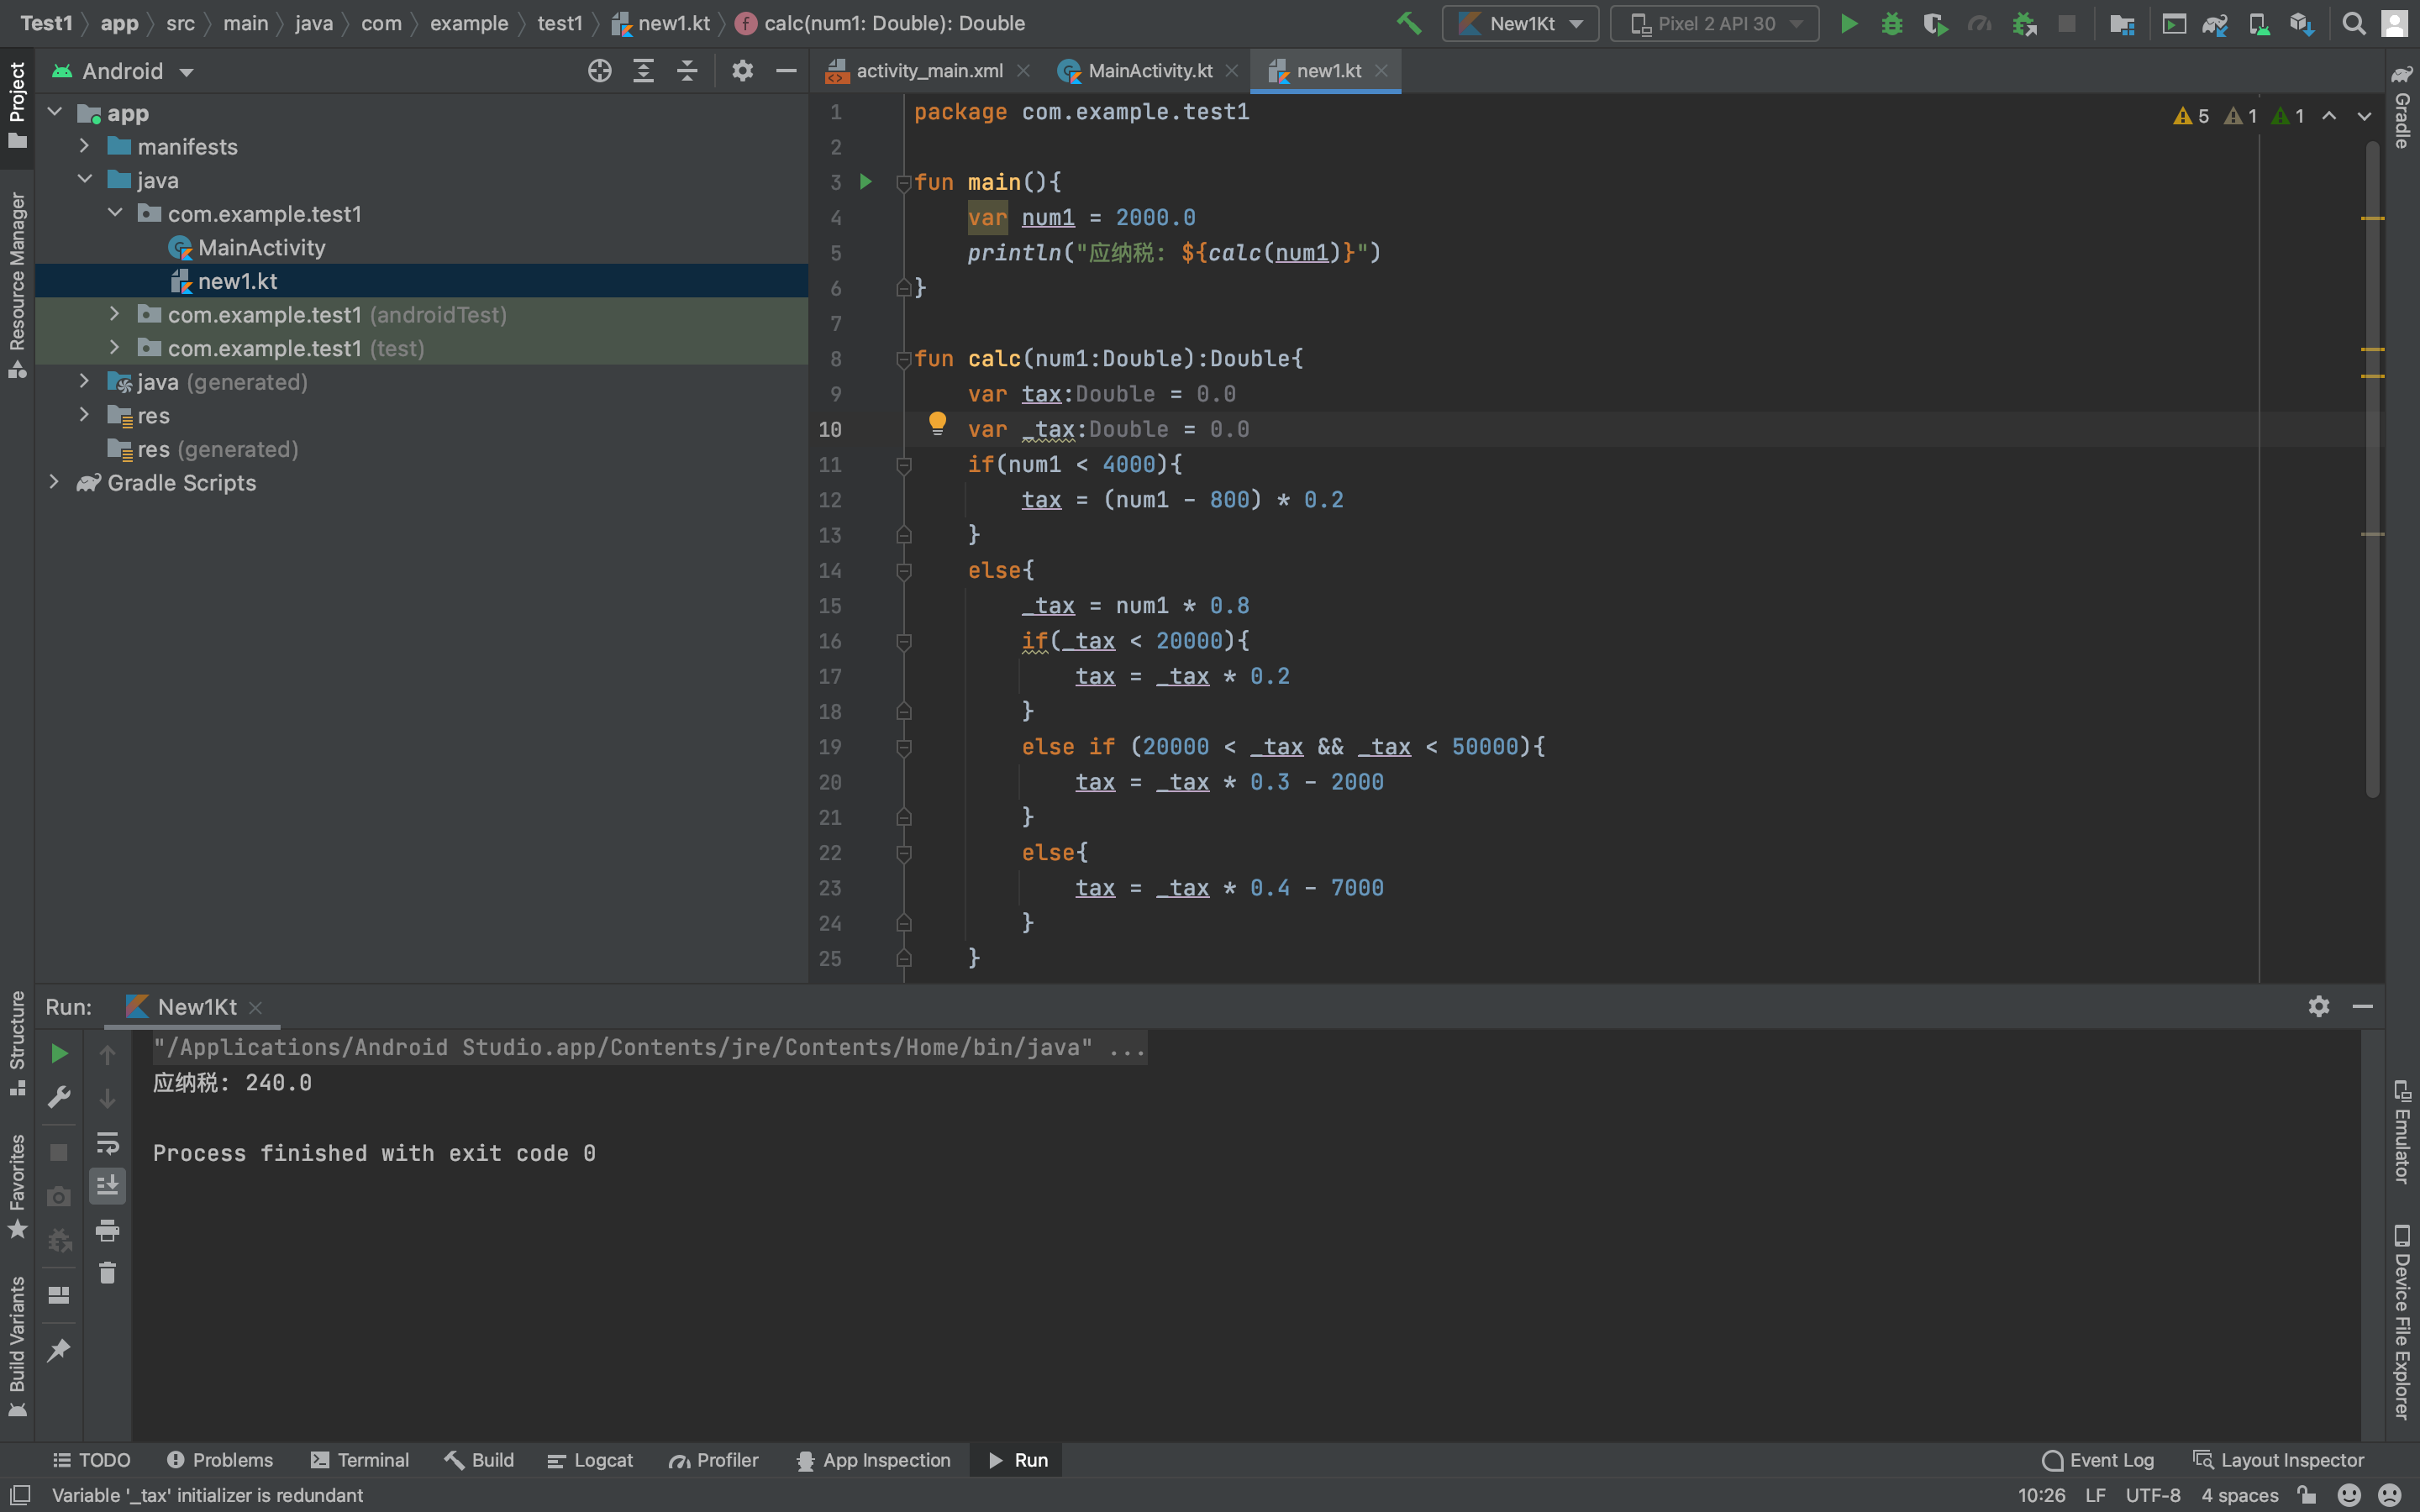 Test1 app src main java com example test1 new1.kt calc(num1: Double): Double New1Kt Pixel 2 API 30
Project
Android
activity_main.xml MainActivity.kt new1.kt
app
manifests
java
com.example.test1
MainActivity
new1.kt
com.example.test1 (androidTest)
com.example.test1 (test)
java (generated)
res
res (generated)
Gradle Scripts
Resource Manager
Structure
Favorites
Build Variants
1 package com.example.test1
2
3 fun main(){
4 var num1 = 2000.0
5 println("应纳税: ${calc(num1)}")
6 }
7
8 fun calc(num1:Double):Double{
9 var tax:Double = 0.0
10 var _tax:Double = 0.0
11 if(num1 < 4000){
12 tax = (num1 - 800) * 0.2
13 }
14 else{
15 _tax = num1 * 0.8
16 if(_tax < 20000){
17 tax = _tax * 0.2
18 }
19 else if (20000 < _tax && _tax < 50000){
20 tax = _tax * 0.3 - 2000
21 }
22 else{
23 tax = _tax * 0.4 - 7000
24 }
25 }
5 1 1
Gradle
Emulator
Device File Explorer
Run: New1Kt
"/Applications/Android Studio.app/Contents/jre/Contents/Home/bin/java" ...
应纳税: 240.0
Process finished with exit code 0
TODO Problems Terminal Build Logcat Profiler App Inspection Run Event Log Layout Inspector
Variable '_tax' initializer is redundant 10:26 LF UTF-8 4 spaces